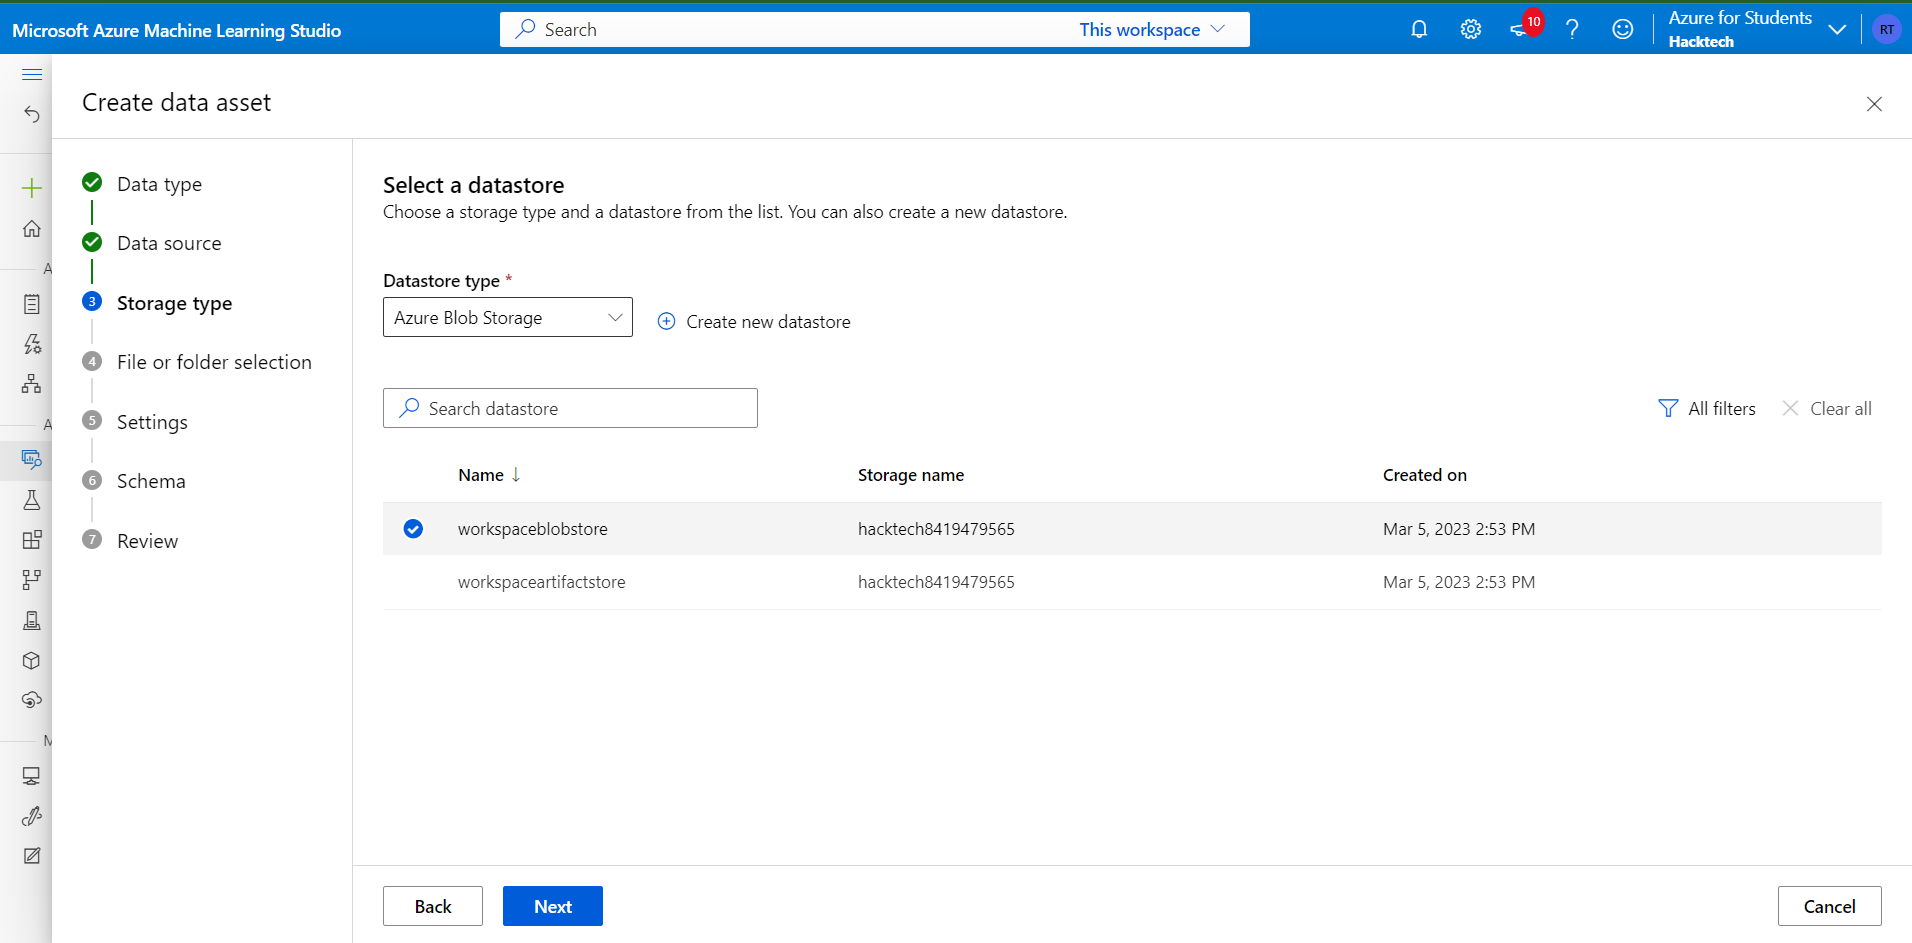 Microsoft Azure Machine Learning Studio
Search
This workspace
10
Azure for Students
Hacktech
RT
Create data asset
Data type
Data source
3 Storage type
4 File or folder selection
5 Settings
6 Schema
7 Review
A
A
M
Select a datastore
Choose a storage type and a datastore from the list. You can also create a new datastore.
Datastore type *
Azure Blob Storage
Create new datastore
Search datastore
All filters
Clear all
Name ↓ Storage name Created on
workspaceblobstore hacktech8419479565 Mar 5, 2023 2:53 PM
workspaceartifactstore hacktech8419479565 Mar 5, 2023 2:53 PM
Back
Next
Cancel